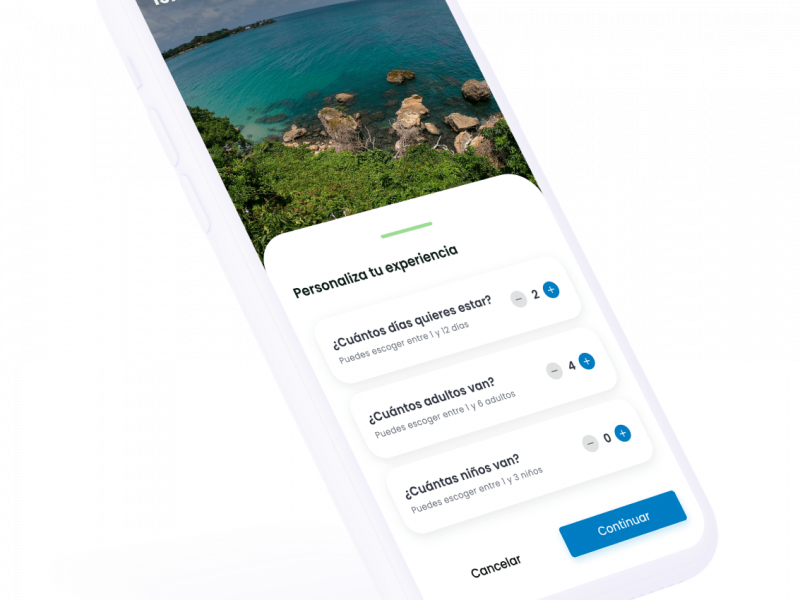 Personaliza tu experiencia
¿Cuántos días quieres estar?
Puedes escoger entre 1 y 12 días
− 2 +
¿Cuántos adultos van?
Puedes escoger entre 1 y 6 adultos
− 4 +
¿Cuántas niños van?
Puedes escoger entre 1 y 3 niños
− 0 +
Cancelar
Continuar